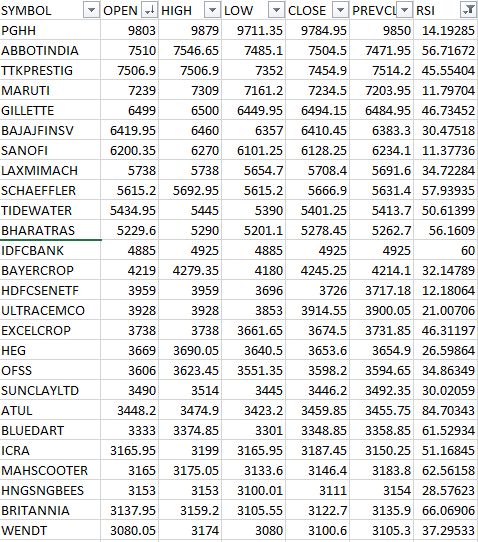 SYMBOL OPEN HIGH LOW CLOSE PREVCL RSI
PGHH 9803 9879 9711.35 9784.95 9850 14.19285
ABBOTINDIA 7510 7546.65 7485.1 7504.5 7471.95 56.71672
TTKPRESTIG 7506.9 7506.9 7352 7454.9 7514.2 45.55404
MARUTI 7239 7309 7161.2 7234.5 7203.95 11.79704
GILLETTE 6499 6500 6449.95 6494.15 6484.95 46.73452
BAJAJFINSV 6419.95 6460 6357 6410.45 6383.3 30.47518
SANOFI 6200.35 6270 6101.25 6128.25 6234.1 11.37736
LAXMIMACH 5738 5738 5654.7 5708.4 5691.6 34.72284
SCHAEFFLER 5615.2 5692.95 5615.2 5666.9 5631.4 57.93935
TIDEWATER 5434.95 5445 5390 5401.25 5413.7 50.61399
BHARATRAS 5229.6 5290 5201.1 5278.45 5262.7 56.1609
IDFCBANK 4885 4925 4885 4925 4925 60
BAYERCROP 4219 4279.35 4180 4245.25 4214.1 32.14789
HDFCSENETF 3959 3959 3696 3726 3717.18 12.18064
ULTRACEMCO 3928 3928 3853 3914.55 3900.05 21.00706
EXCELCROP 3738 3738 3661.65 3674.5 3731.85 46.31197
HEG 3669 3690.05 3640.5 3653.6 3654.9 26.59864
OFSS 3606 3623.45 3551.35 3598.2 3594.65 34.86349
SUNCLAYLTD 3490 3514 3445 3446.2 3492.35 30.02059
ATUL 3448.2 3474.9 3423.2 3459.85 3455.75 84.70343
BLUEDART 3333 3374.85 3301 3348.85 3358.85 61.52934
ICRA 3165.95 3199 3165.95 3187.45 3150.25 51.16845
MAHSCOOTER 3165 3175.05 3133.6 3146.4 3183.8 62.56158
HNGSNGBEES 3153 3153 3100.01 3111 3154 28.57623
BRITANNIA 3137.95 3159.2 3105.55 3122.7 3135.9 66.06906
WENDT 3080.05 3174 3080 3100.6 3105.3 37.29533